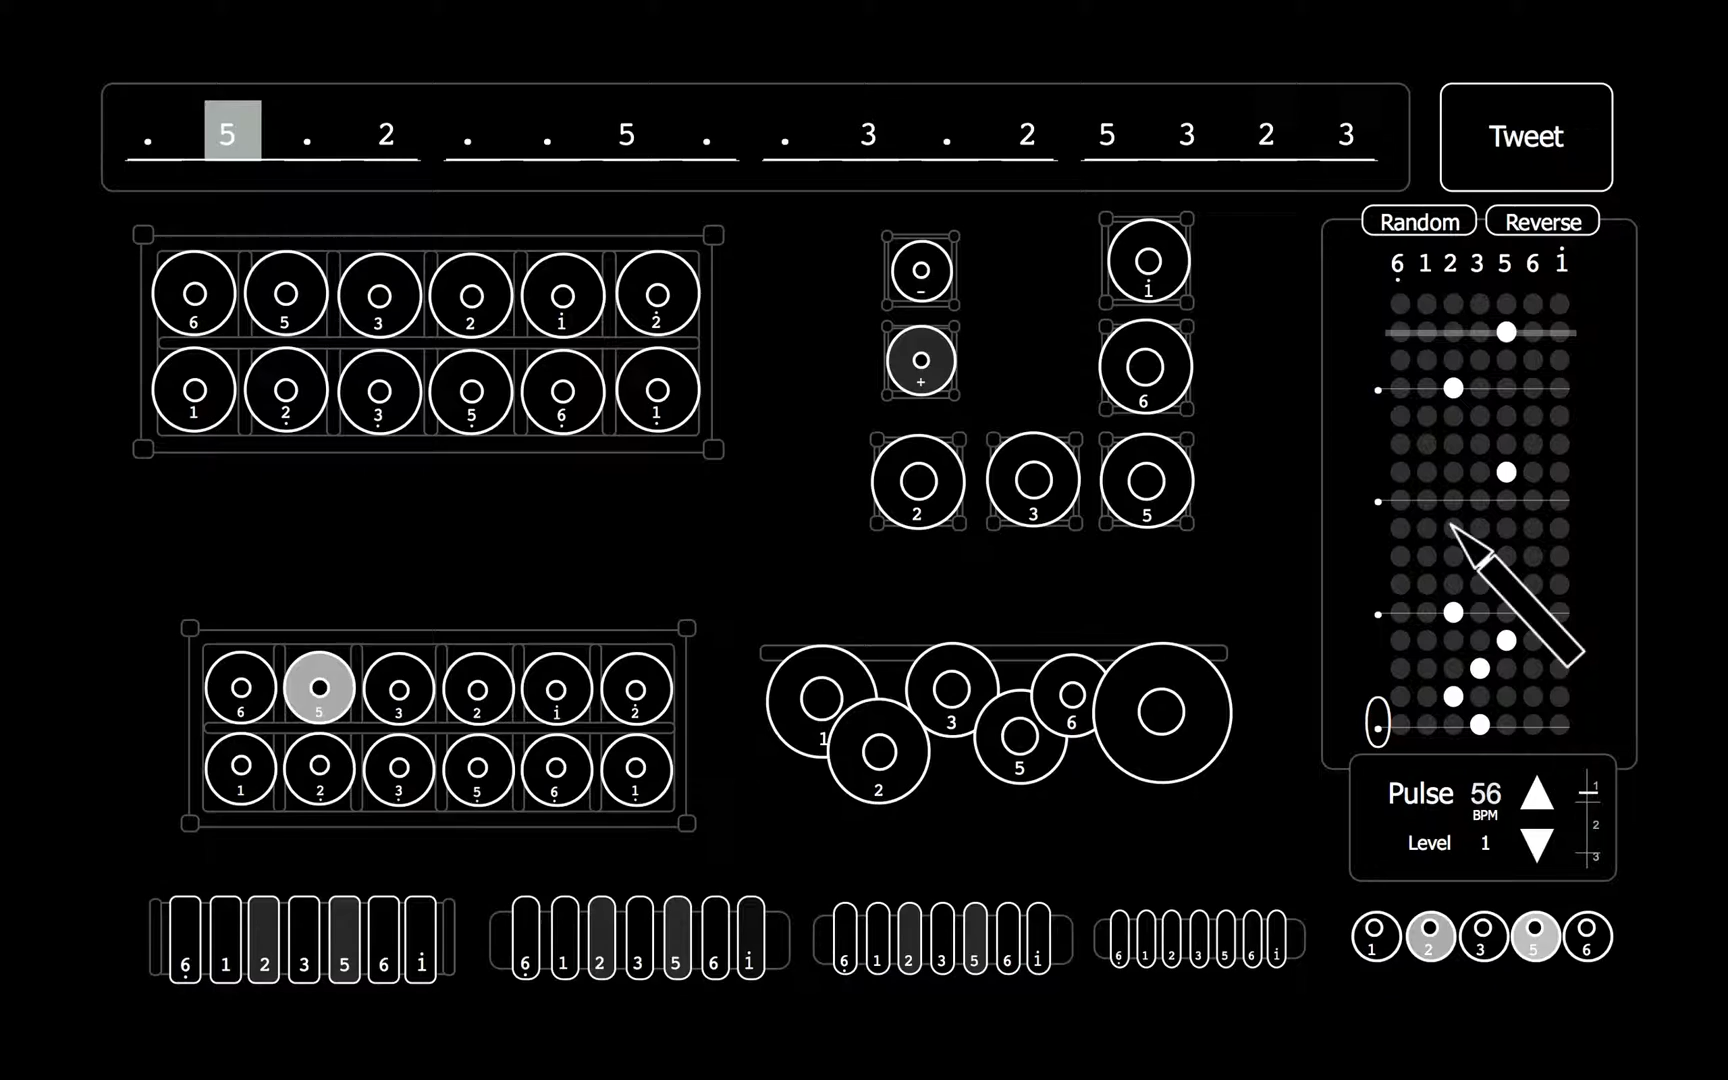 . 5 . 2 . . 5 . . 3 . 2 5 3 2 3
Tweet
Random Reverse
6̣ 1 2 3 5 6 i
6 5 3 2 i 2̇
1 2̣ 3̣ 5̣ 6̣ 1̣
-
+
i
6
2 3 5
6 5 3 2 i 2̇
1 2̣ 3̣ 5̣ 6̣ 1̣
1 2 3 5 6
Pulse 56
BPM
Level 1
1
2
3
6̣ 1 2 3 5 6 i
6̣ 1 2 3 5 6 i
6̣ 1 2 3 5 6 i
6̣ 1 2 3 5 6 i
1 2 3 5 6